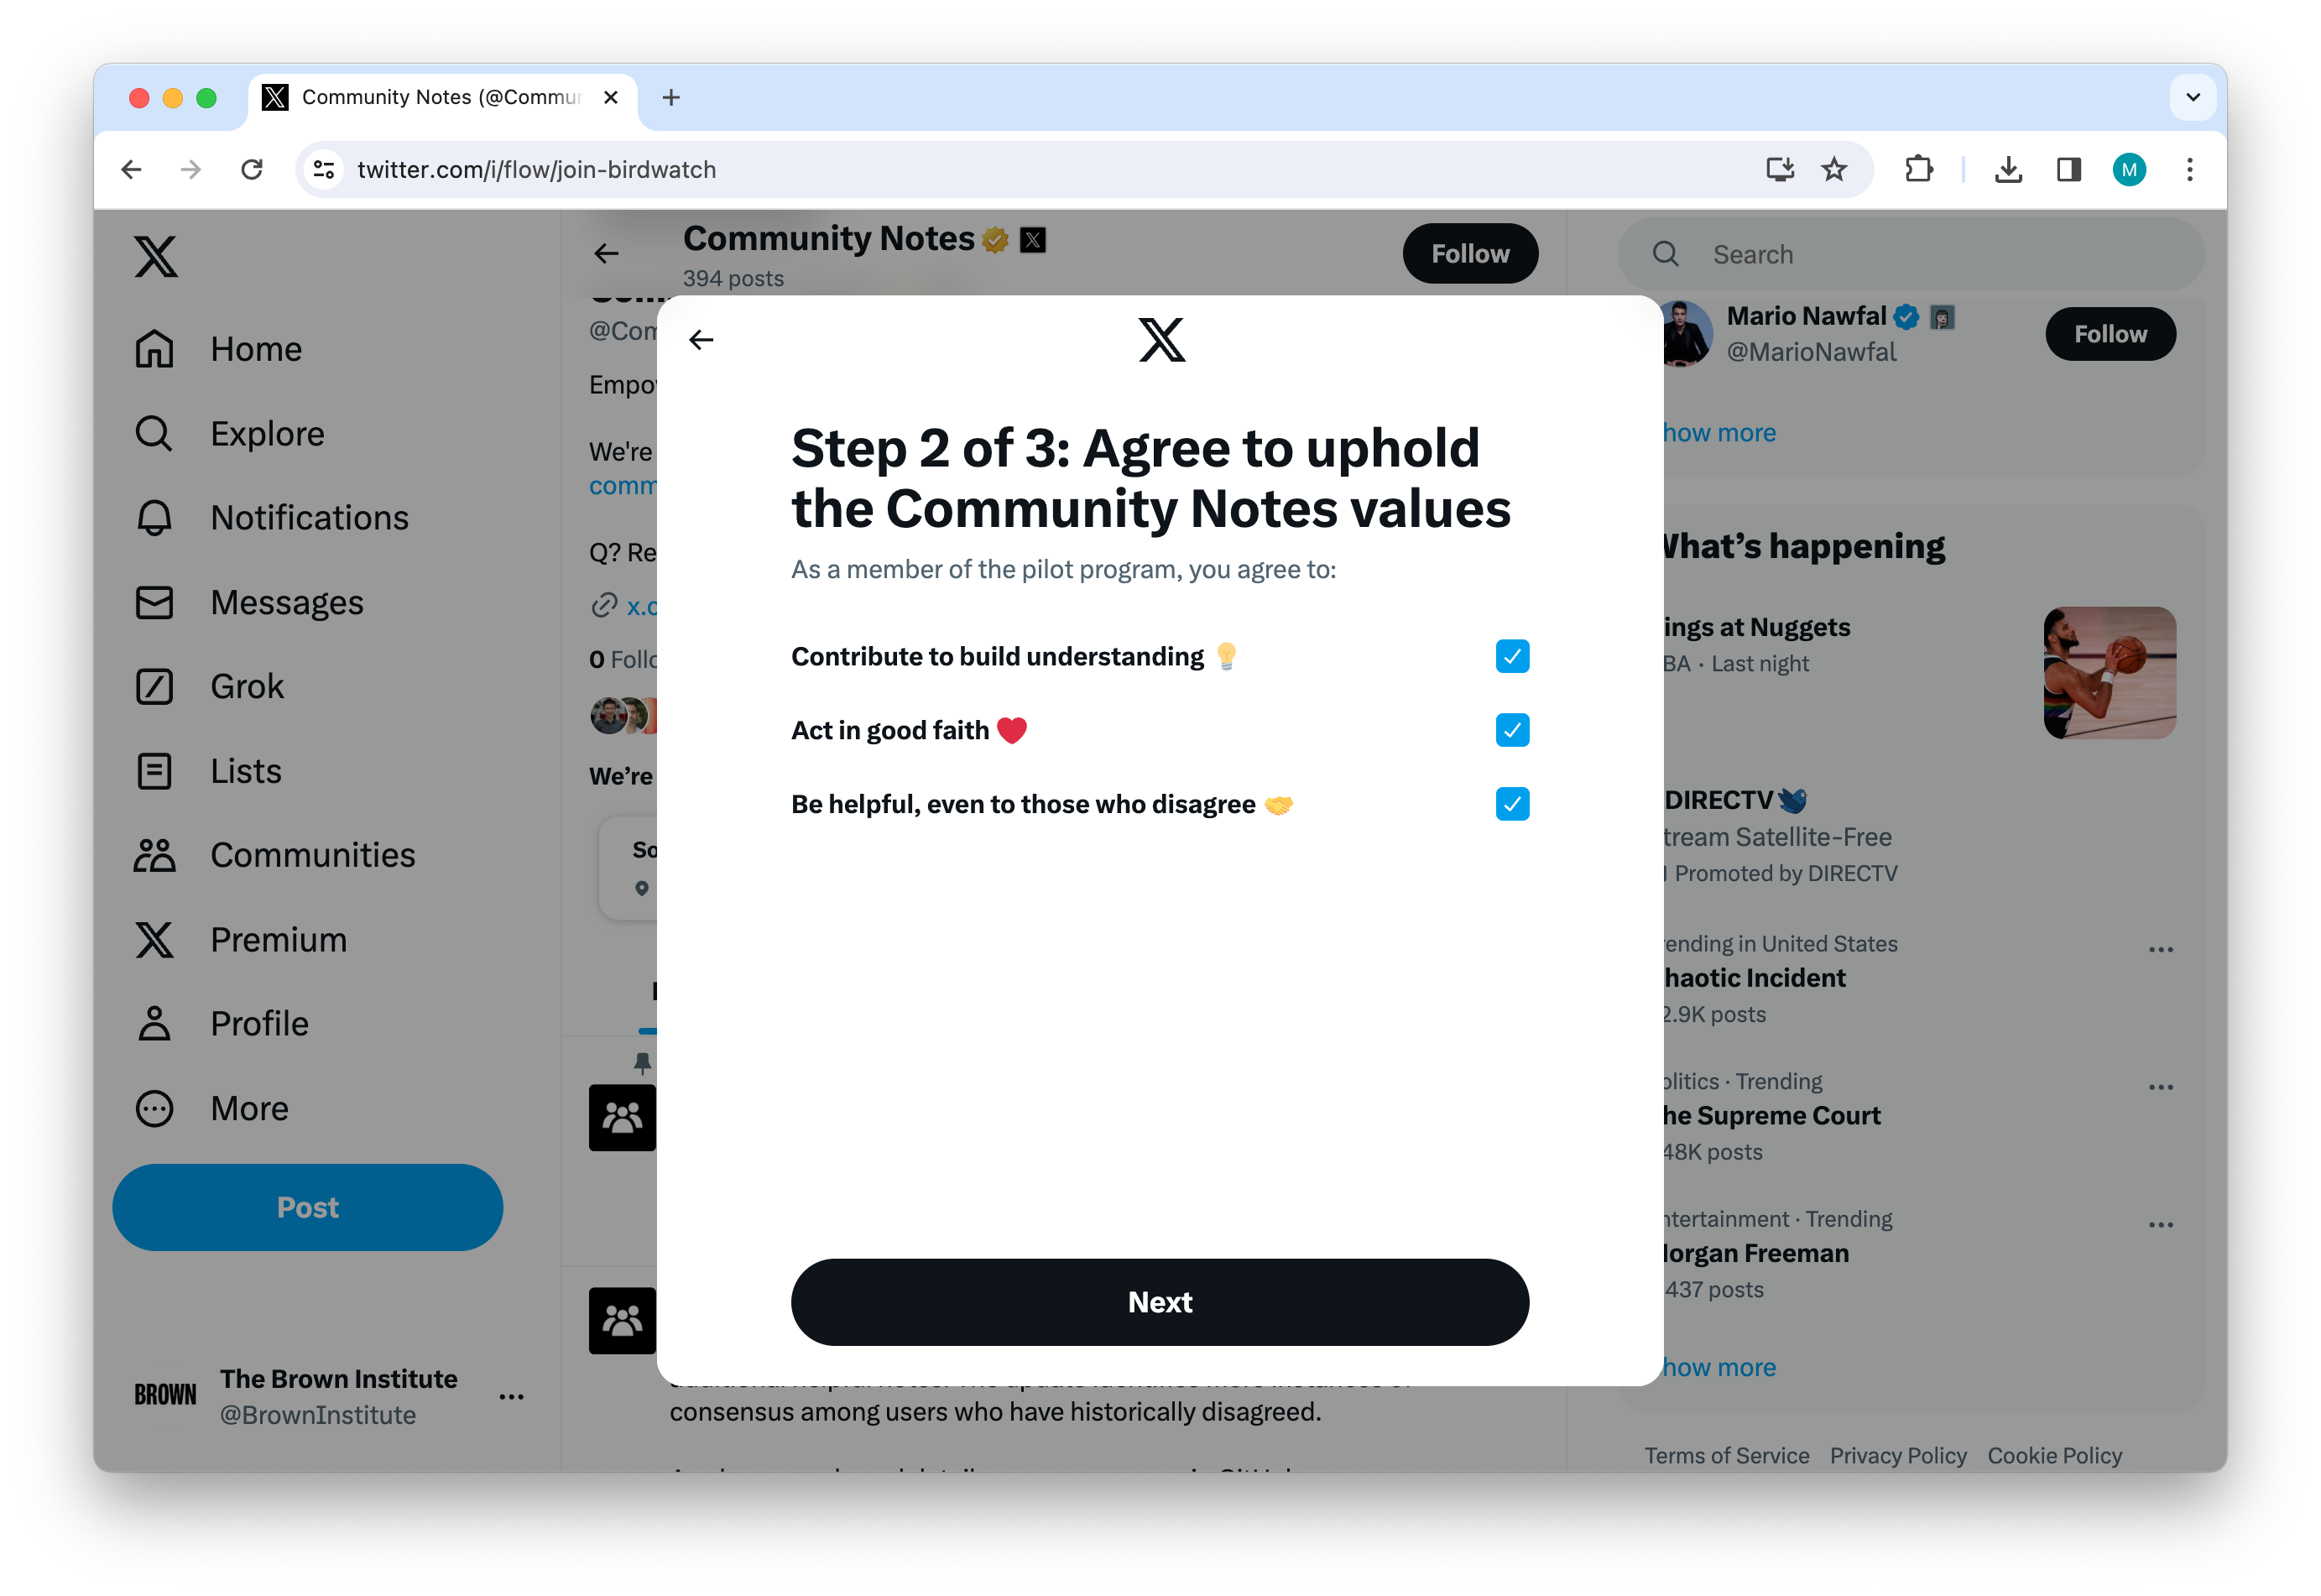 Community Notes (@Commun
twitter.com/i/flow/join-birdwatch
M
Home
Explore
Notifications
Messages
Grok
Lists
Communities
Premium
Profile
More
Post
BROWN
The Brown Institute
@BrownInstitute
Community Notes
394 posts
Follow
@Com
Empo
We're
comm
Q? Re
x.c
0 Follo
We're
So
Step 2 of 3: Agree to uphold
the Community Notes values
As a member of the pilot program, you agree to:
Contribute to build understanding 💡
Act in good faith ❤️
Be helpful, even to those who disagree 🤝
Next
consensus among users who have historically disagreed.
Search
Mario Nawfal
@MarioNawfal
Follow
how more
What's happening
ings at Nuggets
BA · Last night
DIRECTV
tream Satellite-Free
Promoted by DIRECTV
rending in United States
haotic Incident
2.9K posts
olitics · Trending
he Supreme Court
48K posts
ntertainment · Trending
Morgan Freeman
437 posts
how more
Terms of Service Privacy Policy Cookie Policy